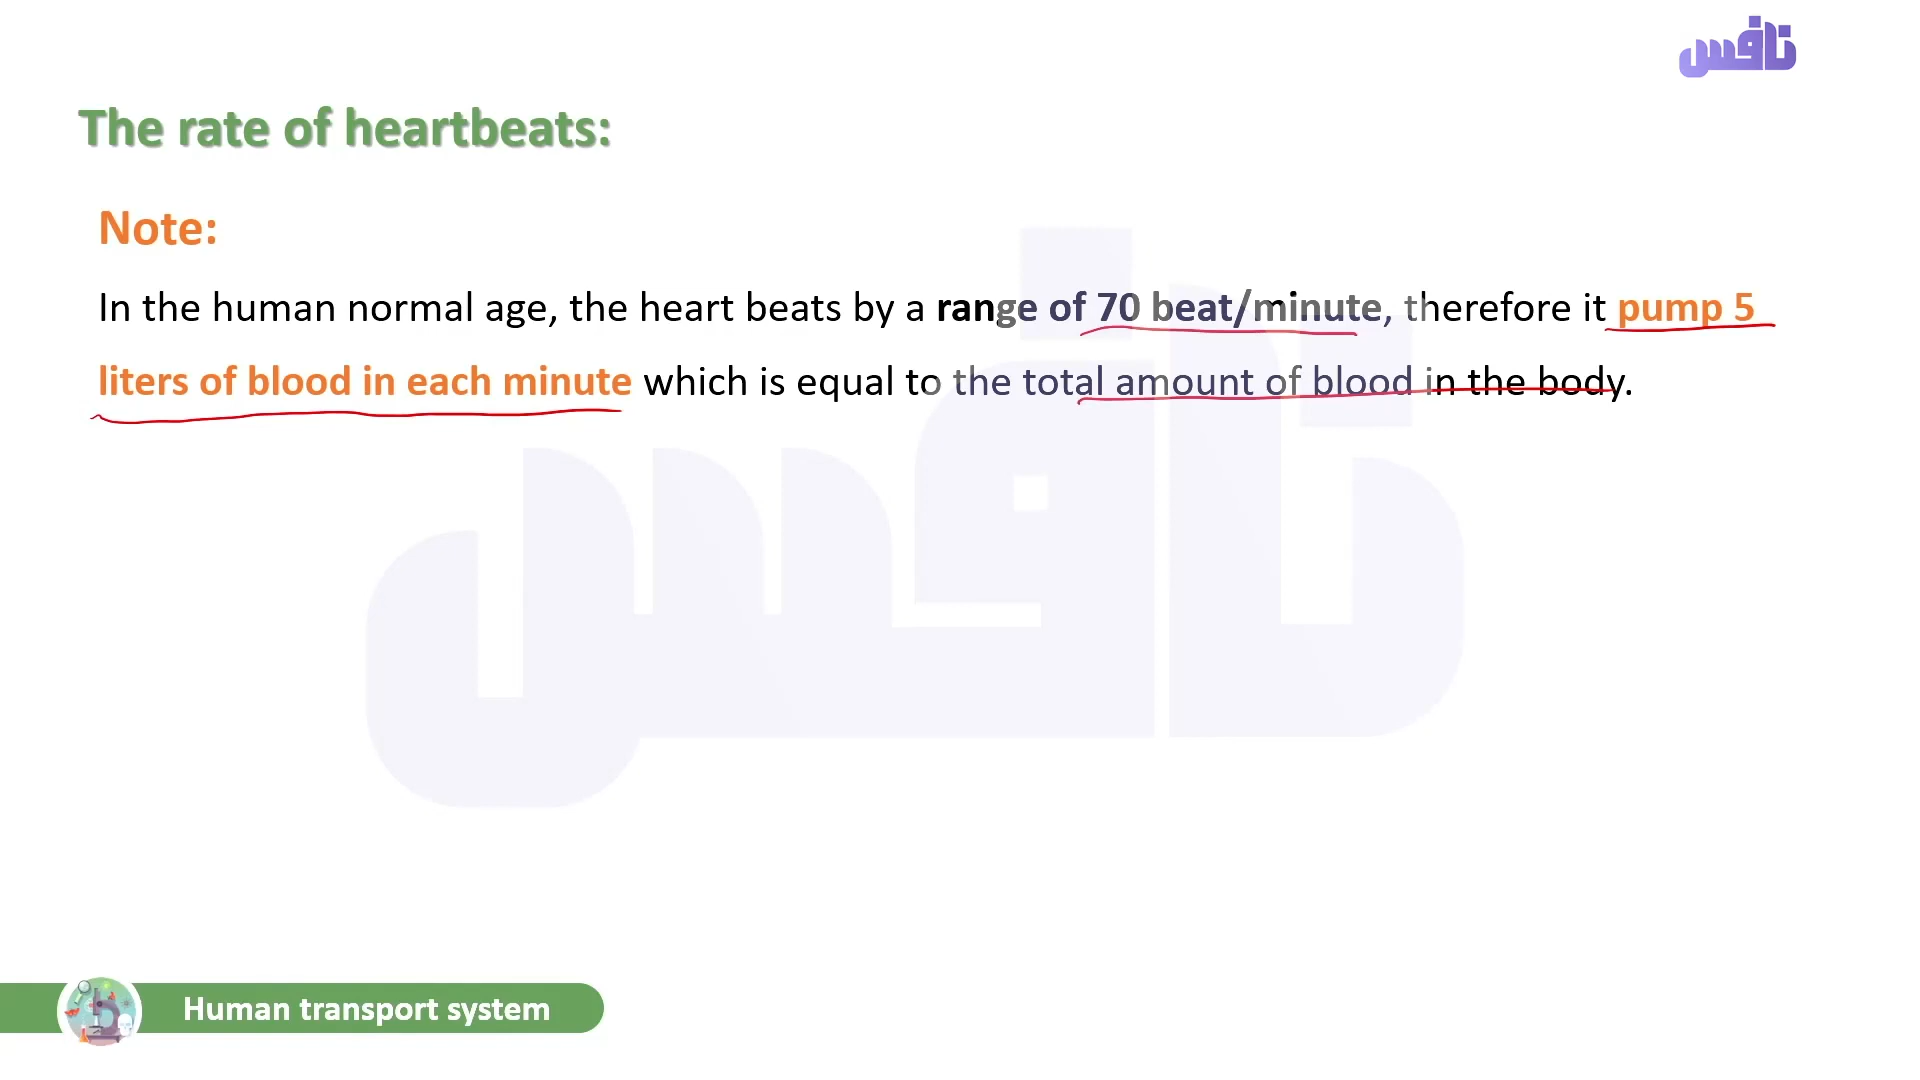 نافس
The rate of heartbeats:
Note:
In the human normal age, the heart beats by a range of 70 beat/minute, therefore it pump 5
liters of blood in each minute which is equal to the total amount of blood in the body.
نافس
Human transport system